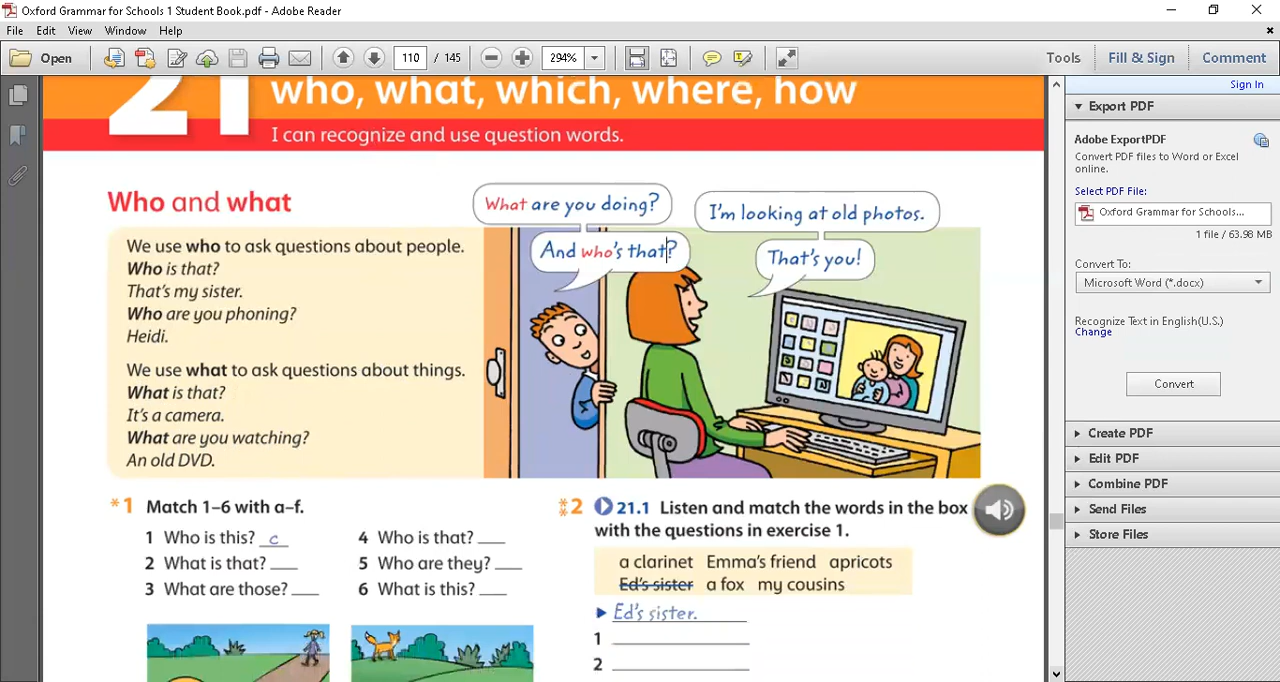 Oxford Grammar for Schools 1 Student Book.pdf - Adobe Reader
File Edit View Window Help
Open 110 / 145 294% Tools Fill & Sign Comment
21
who, what, which, where, how
I can recognize and use question words.
Who and what
We use who to ask questions about people.
Who is that?
That's my sister.
Who are you phoning?
Heidi.
We use what to ask questions about things.
What is that?
It's a camera.
What are you watching?
An old DVD.
What are you doing?
I'm looking at old photos.
And who's that?
That's you!
*1 Match 1–6 with a–f.
1 Who is this? c
2 What is that? ___
3 What are those? ___
4 Who is that? ___
5 Who are they? ___
6 What is this? ___
**2 21.1 Listen and match the words in the box
with the questions in exercise 1.
a clarinet Emma's friend apricots
Ed's sister a fox my cousins
Ed's sister.
1
2
Sign In
Export PDF
Adobe ExportPDF
Convert PDF files to Word or Excel
online.
Select PDF File:
Oxford Grammar for Schools...
1 file / 63.98 MB
Convert To:
Microsoft Word (*.docx)
Recognize Text in English(U.S.)
Change
Convert
Create PDF
Edit PDF
Combine PDF
Send Files
Store Files